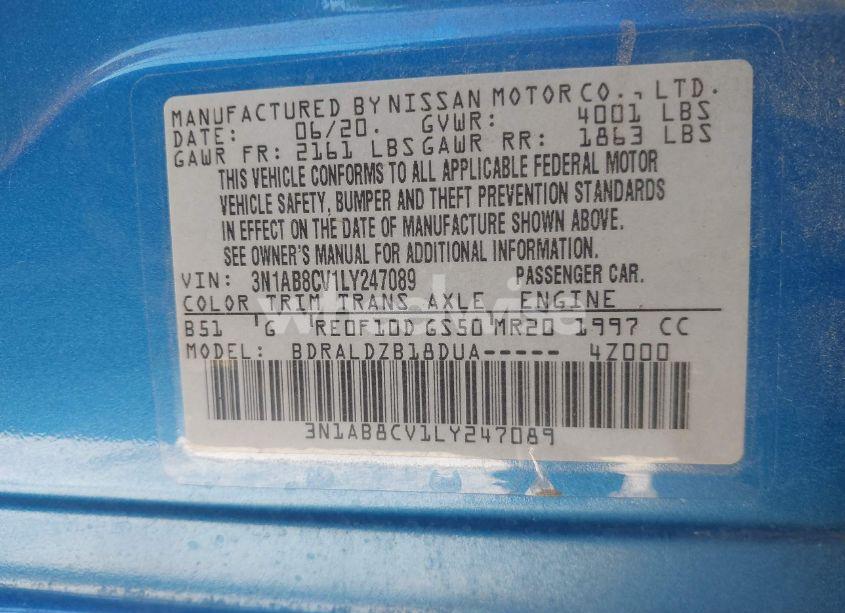 MANUFACTURED BY NISSAN MOTOR CO., LTD.
DATE: 06/20. GVWR: 4001 LBS
GAWR FR: 2161 LBS GAWR RR: 1863 LBS
THIS VEHICLE CONFORMS TO ALL APPLICABLE FEDERAL MOTOR
VEHICLE SAFETY, BUMPER AND THEFT PREVENTION STANDARDS
IN EFFECT ON THE DATE OF MANUFACTURE SHOWN ABOVE.
SEE OWNER'S MANUAL FOR ADDITIONAL INFORMATION.
VIN: 3N1AB8CV1LY247089 PASSENGER CAR.
COLOR TRIM TRANS AXLE ENGINE
B51 'G 'RE0F10D GS50 MR20 1997 CC
MODEL: BDRALDZB18DUA----- 4Z000
3N1AB8CV1LY247089